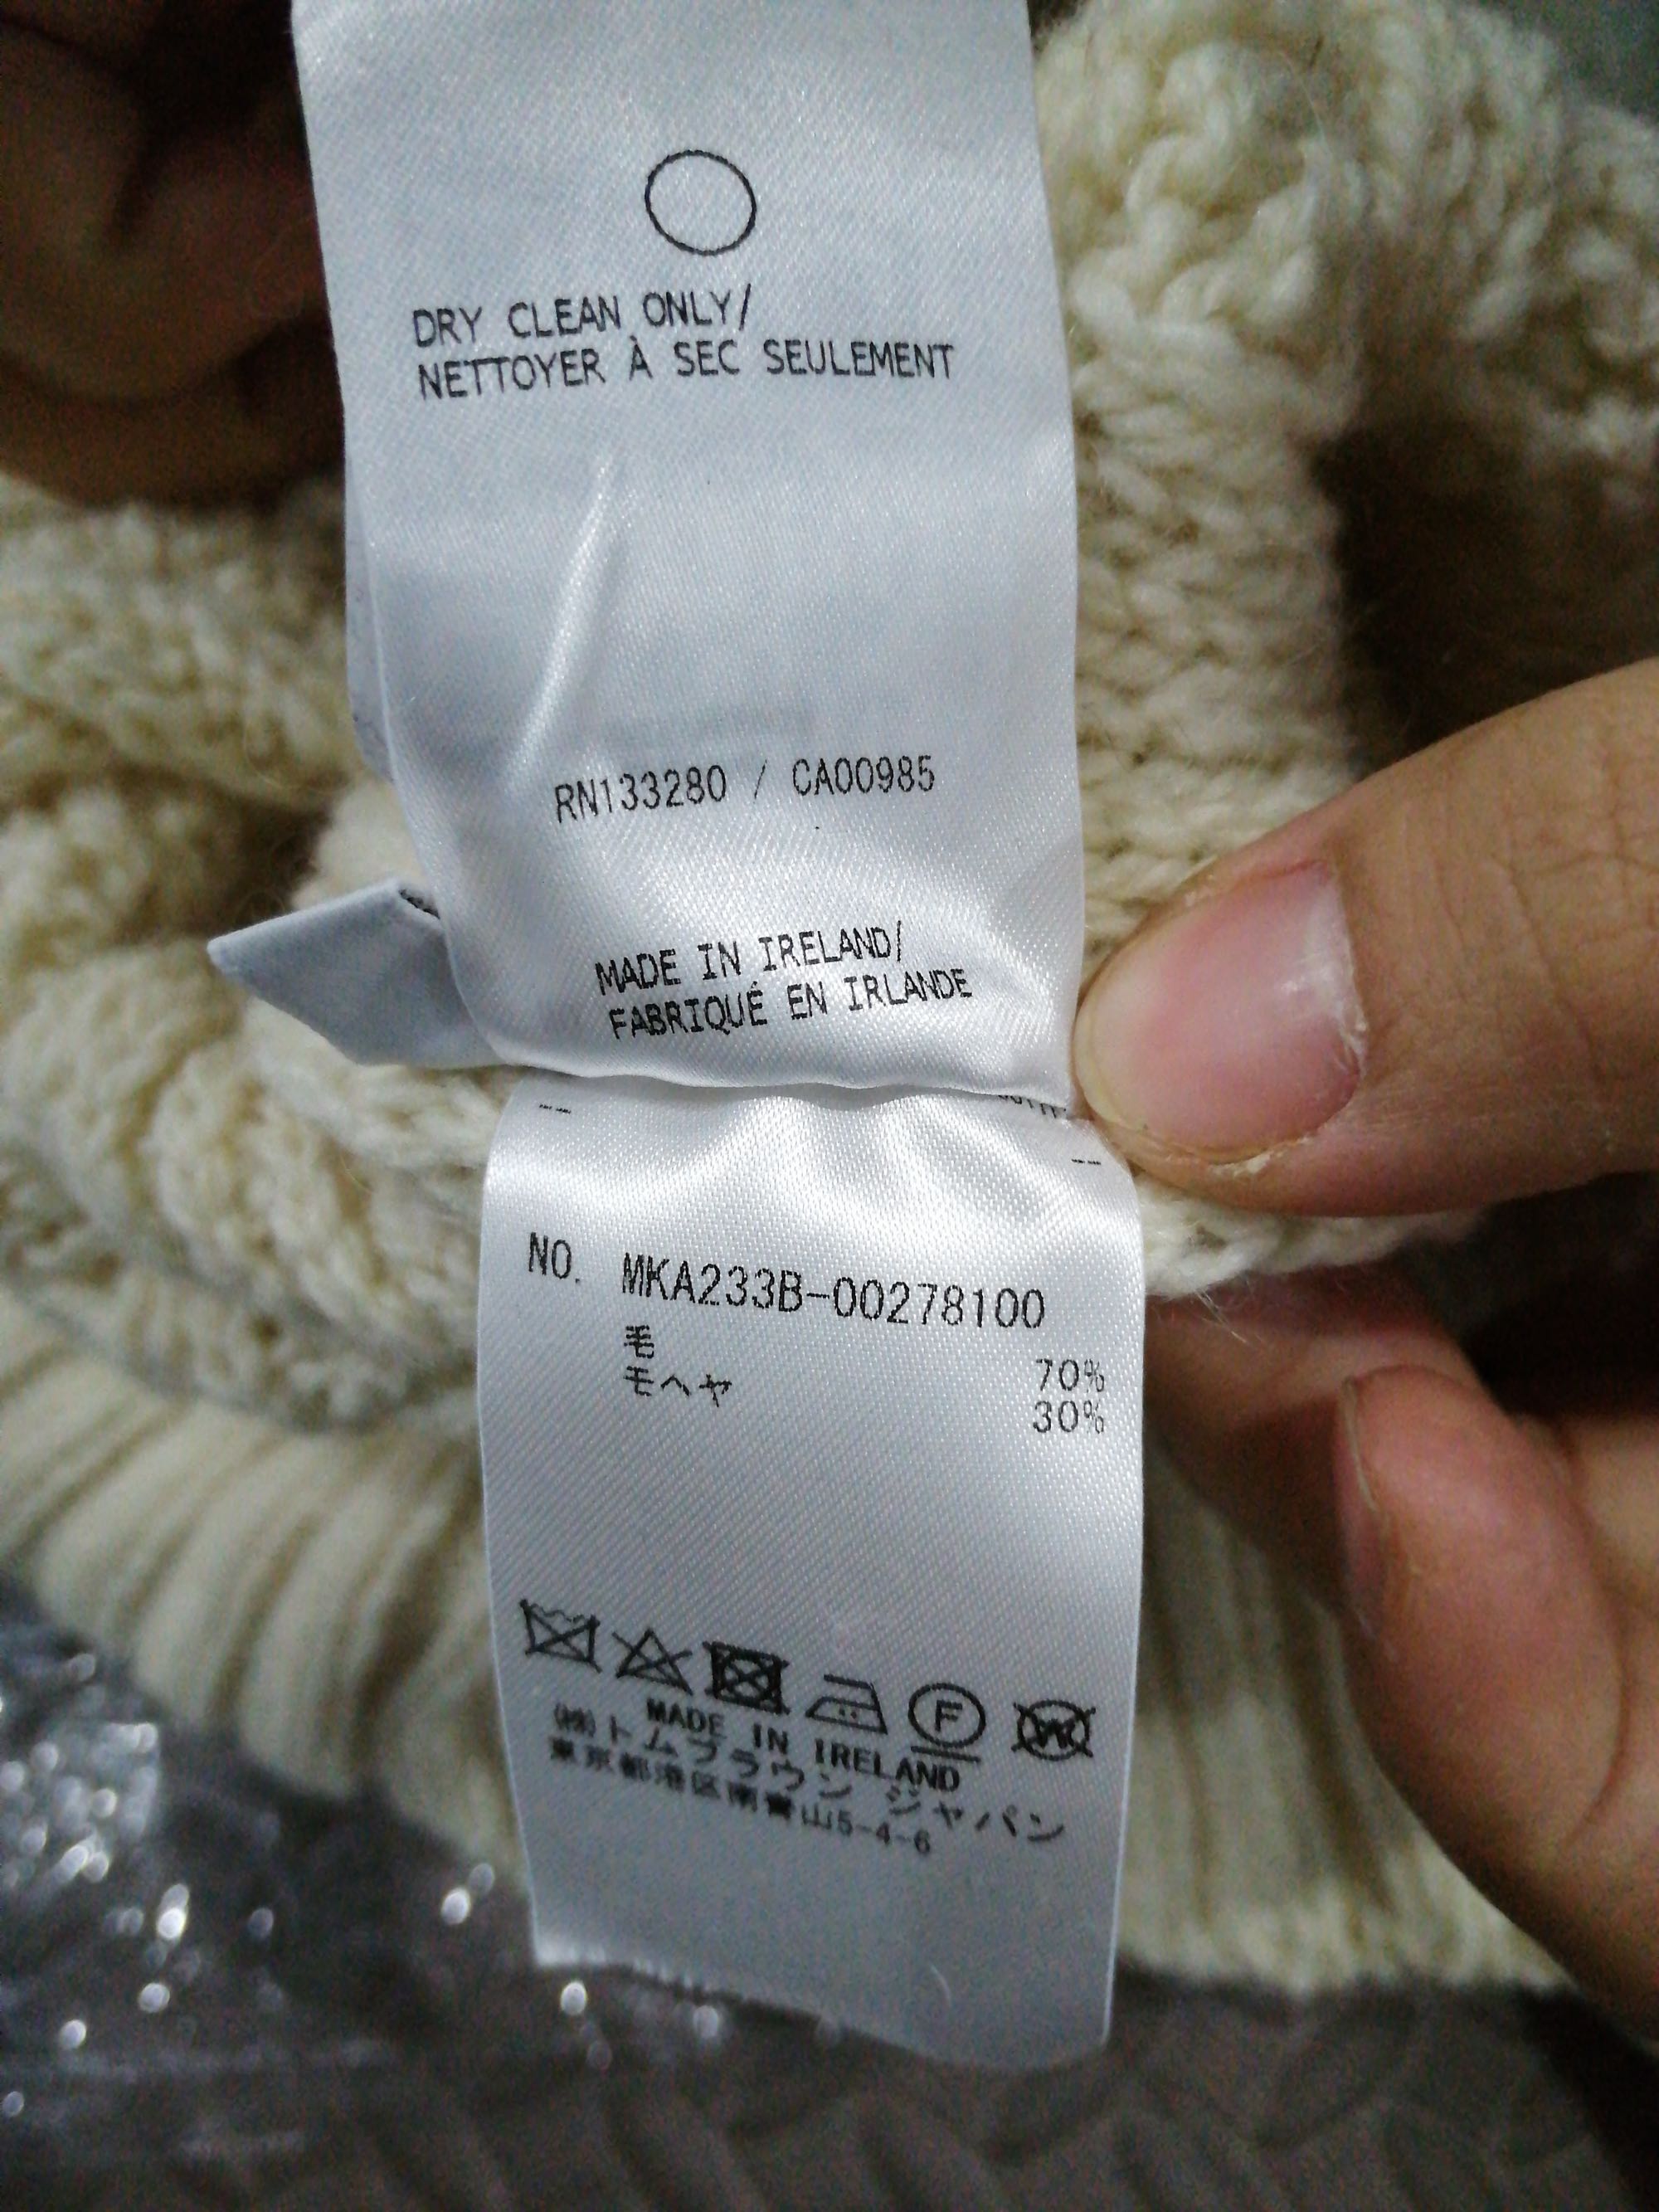 DRY CLEAN ONLY/
NETTOYER À SEC SEULEMENT
RN133280 / CA00985
MADE IN IRELAND/
FABRIQUÉ EN IRLANDE
NO. MKA233B-00278100
毛 70%
モヘヤ 30%
F W
MADE IN IRELAND
㈱トムブラウン ジャパン
東京都港区南青山5-4-6